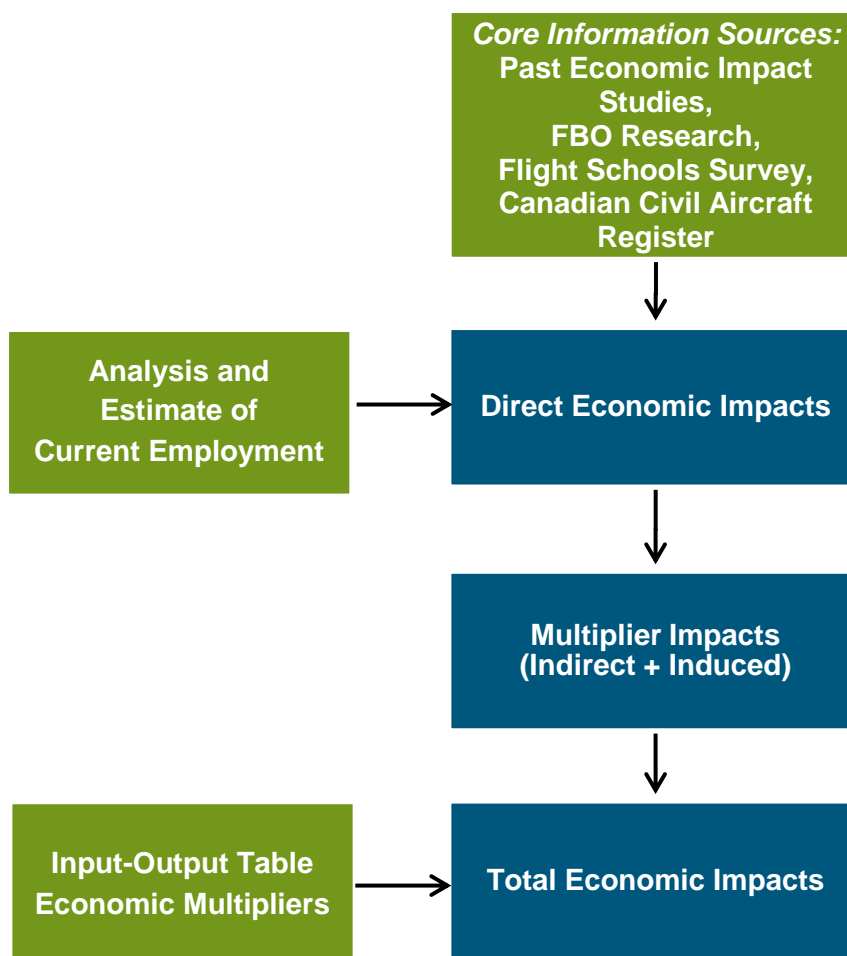 Core Information Sources:
Past Economic Impact
Studies,
FBO Research,
Flight Schools Survey,
Canadian Civil Aircraft
Register
Analysis and
Estimate of
Current Employment
Direct Economic Impacts
Multiplier Impacts
(Indirect + Induced)
Input-Output Table
Economic Multipliers
Total Economic Impacts